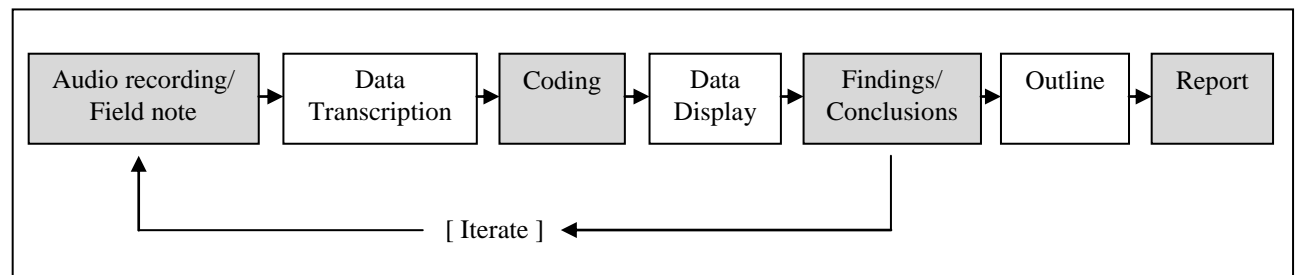 Audio recording/
Field note
Data
Transcription
Coding
Data
Display
Findings/
Conclusions
Outline
Report
[ Iterate ]